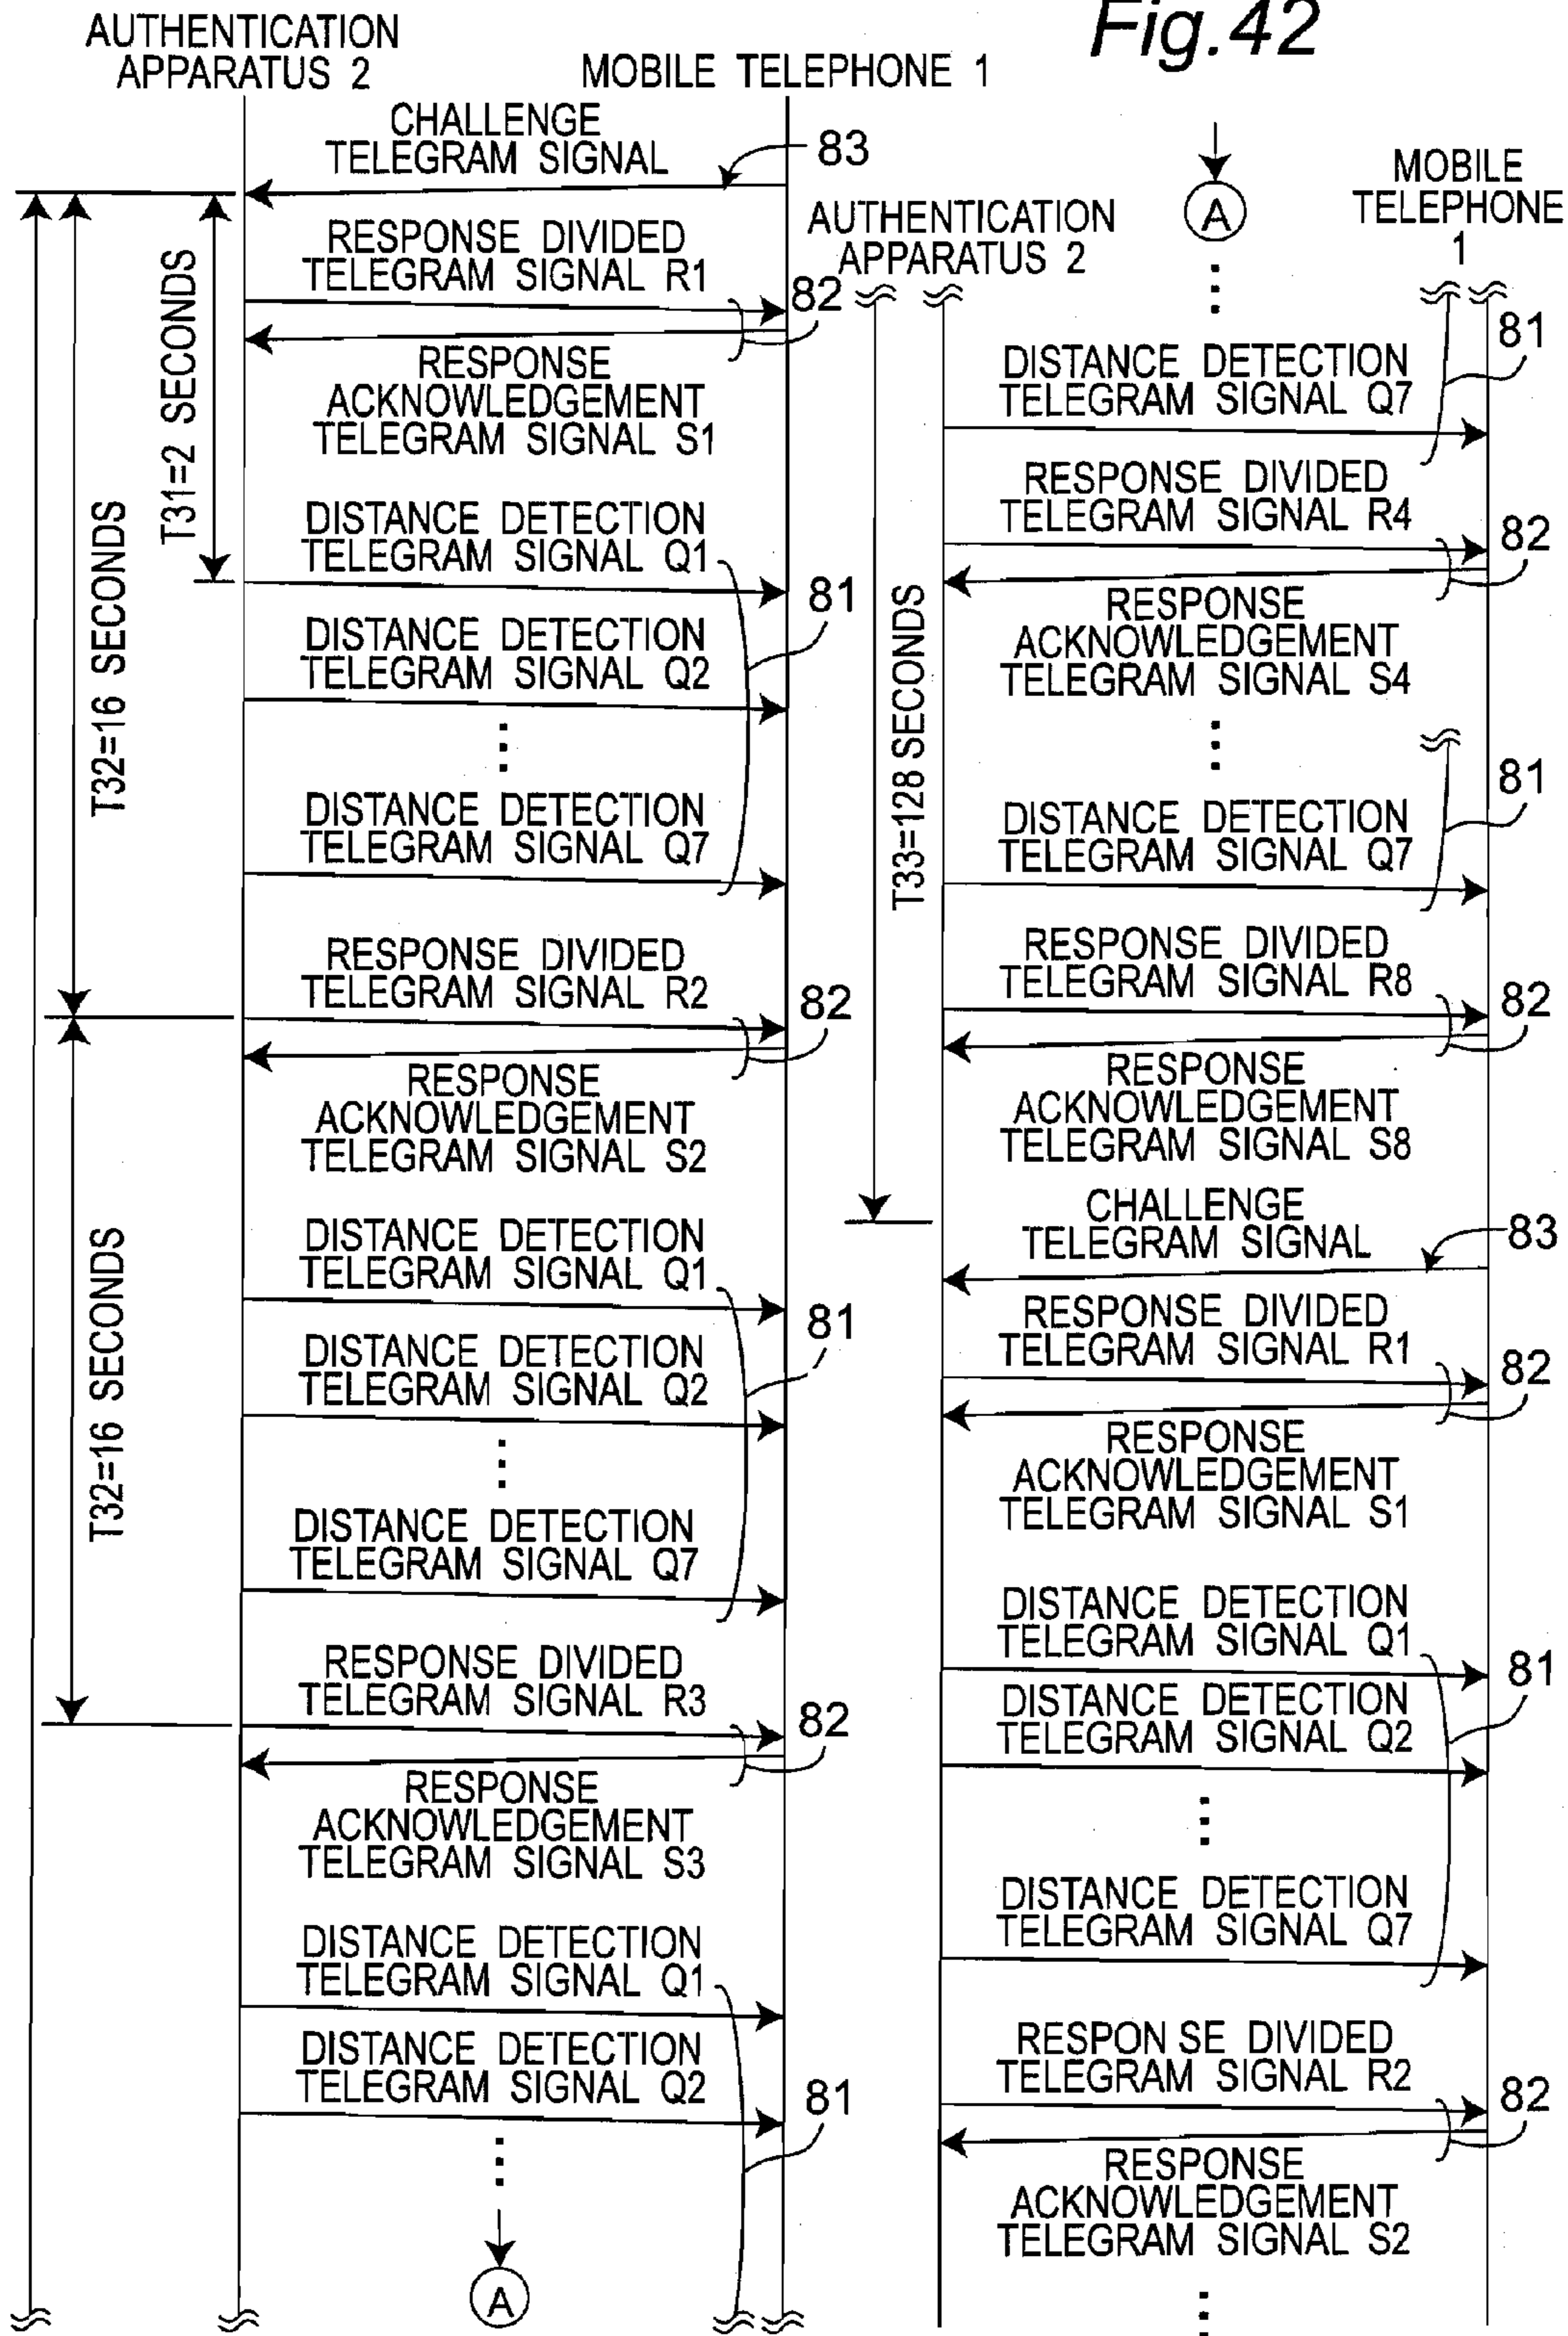 Fig.42
AUTHENTICATION
APPARATUS 2
MOBILE TELEPHONE 1
CHALLENGE
TELEGRAM SIGNAL
83
RESPONSE DIVIDED
TELEGRAM SIGNAL R1
82
RESPONSE
ACKNOWLEDGEMENT
TELEGRAM SIGNAL S1
T31=2 SECONDS
T32=16 SECONDS
DISTANCE DETECTION
TELEGRAM SIGNAL Q1
81
DISTANCE DETECTION
TELEGRAM SIGNAL Q2
DISTANCE DETECTION
TELEGRAM SIGNAL Q7
RESPONSE DIVIDED
TELEGRAM SIGNAL R2
82
RESPONSE
ACKNOWLEDGEMENT
TELEGRAM SIGNAL S2
T32=16 SECONDS
DISTANCE DETECTION
TELEGRAM SIGNAL Q1
81
DISTANCE DETECTION
TELEGRAM SIGNAL Q2
DISTANCE DETECTION
TELEGRAM SIGNAL Q7
RESPONSE DIVIDED
TELEGRAM SIGNAL R3
82
RESPONSE
ACKNOWLEDGEMENT
TELEGRAM SIGNAL S3
DISTANCE DETECTION
TELEGRAM SIGNAL Q1
DISTANCE DETECTION
TELEGRAM SIGNAL Q2
81
A
A
AUTHENTICATION
APPARATUS 2
MOBILE
TELEPHONE
1
81
DISTANCE DETECTION
TELEGRAM SIGNAL Q7
RESPONSE DIVIDED
TELEGRAM SIGNAL R4
82
RESPONSE
ACKNOWLEDGEMENT
TELEGRAM SIGNAL S4
T33=128 SECONDS
81
DISTANCE DETECTION
TELEGRAM SIGNAL Q7
RESPONSE DIVIDED
TELEGRAM SIGNAL R8
82
RESPONSE
ACKNOWLEDGEMENT
TELEGRAM SIGNAL S8
CHALLENGE
TELEGRAM SIGNAL
83
RESPONSE DIVIDED
TELEGRAM SIGNAL R1
82
RESPONSE
ACKNOWLEDGEMENT
TELEGRAM SIGNAL S1
DISTANCE DETECTION
TELEGRAM SIGNAL Q1
81
DISTANCE DETECTION
TELEGRAM SIGNAL Q2
DISTANCE DETECTION
TELEGRAM SIGNAL Q7
RESPON SE DIVIDED
TELEGRAM SIGNAL R2
82
RESPONSE
ACKNOWLEDGEMENT
TELEGRAM SIGNAL S2